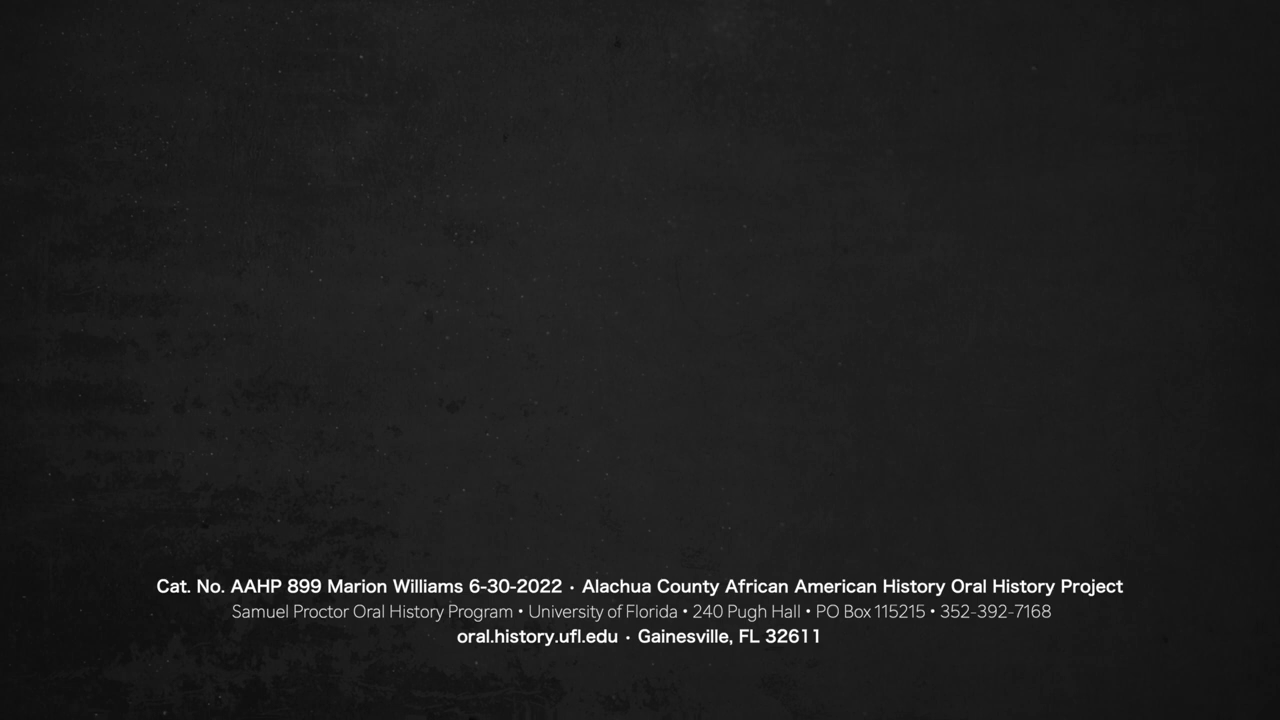 Cat. No. AAHP 899 Marion Williams 6-30-2022 • Alachua County African American History Oral History Project
Samuel Proctor Oral History Program • University of Florida • 240 Pugh Hall • PO Box 115215 • 352-392-7168
oral.history.ufl.edu • Gainesville, FL 32611